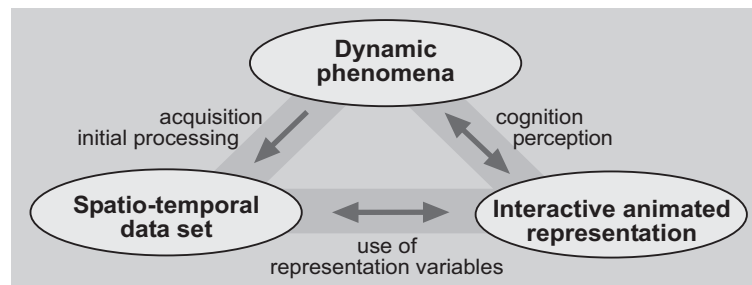 Dynamic
phenomena
acquisition
initial processing
cognition
perception
Spatio-temporal
data set
Interactive animated
representation
use of
representation variables